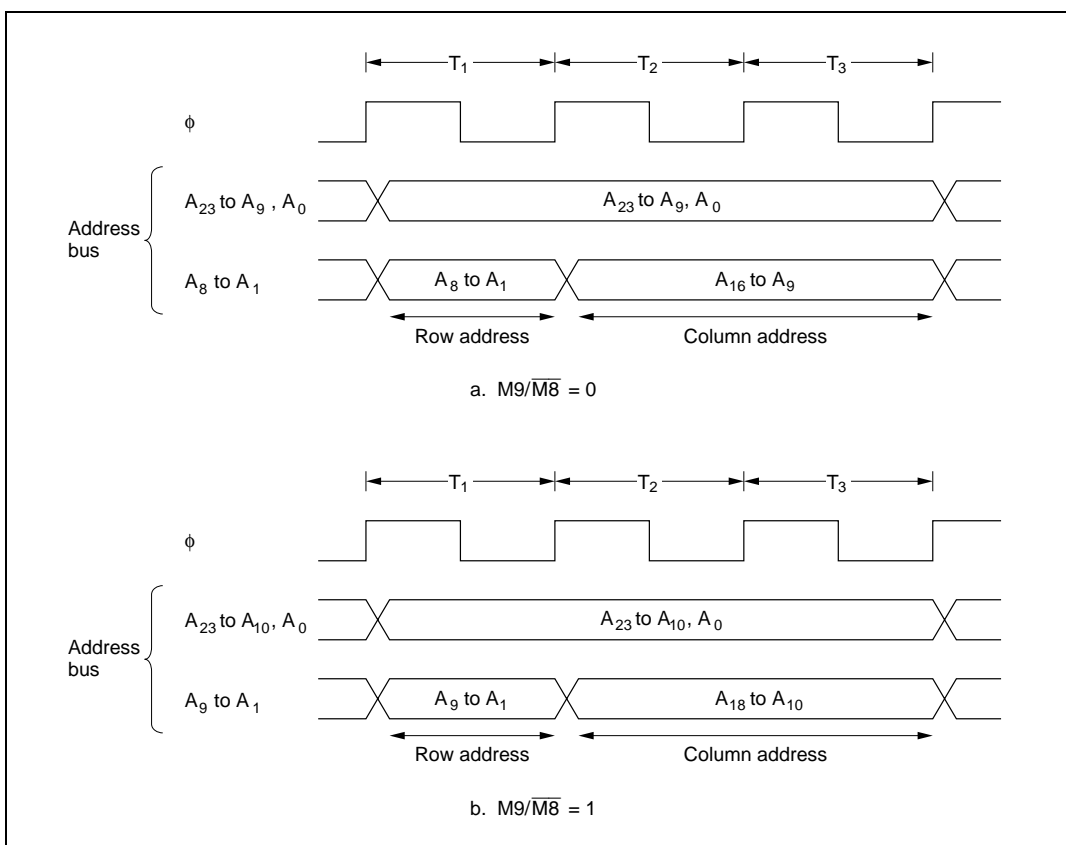 T₁ T₂ T₃
ϕ
Address bus
A₂₃ to A₉ , A₀ A₂₃ to A₉, A₀
A₈ to A₁ A₈ to A₁ A₁₆ to A₉
Row address Column address
a. M9/M̅8̅ = 0
T₁ T₂ T₃
ϕ
Address bus
A₂₃ to A₁₀, A₀ A₂₃ to A₁₀, A₀
A₉ to A₁ A₉ to A₁ A₁₈ to A₁₀
Row address Column address
b. M9/M̅8̅ = 1